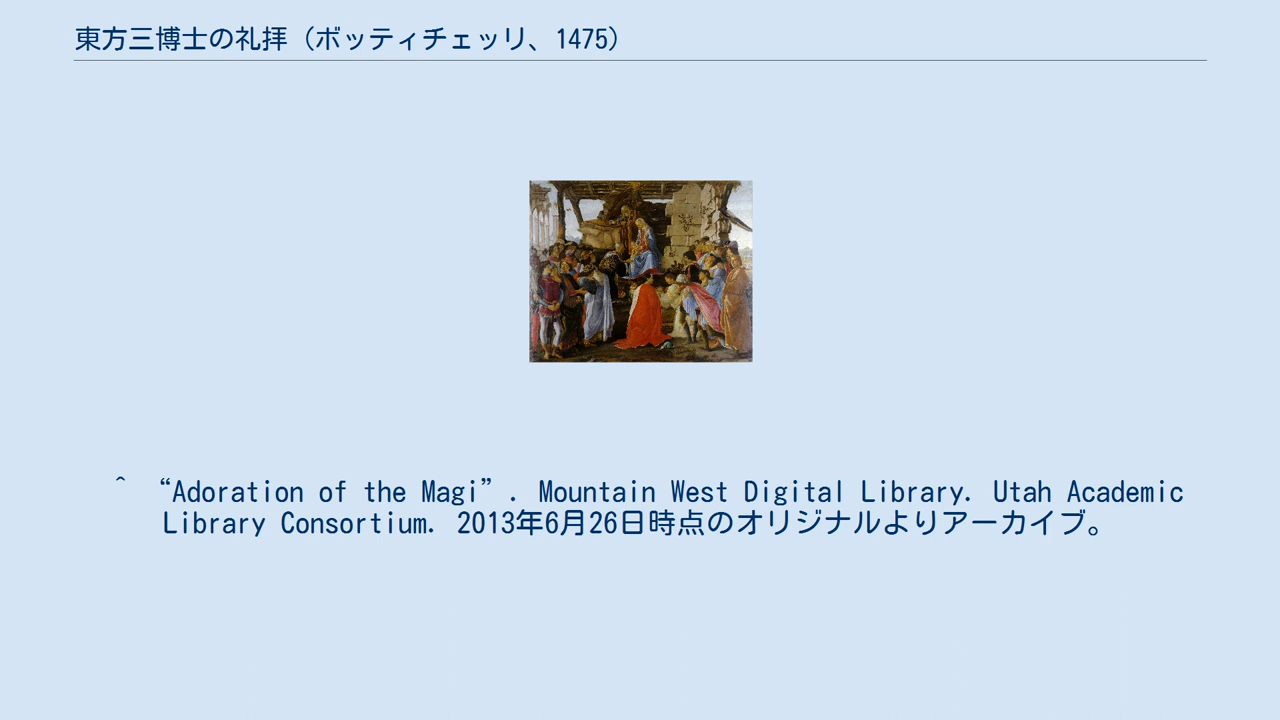 東方三博士の礼拝（ボッティチェッリ、1475）
^ “Adoration of the Magi”. Mountain West Digital Library. Utah Academic
Library Consortium. 2013年6月26日時点のオリジナルよりアーカイブ。